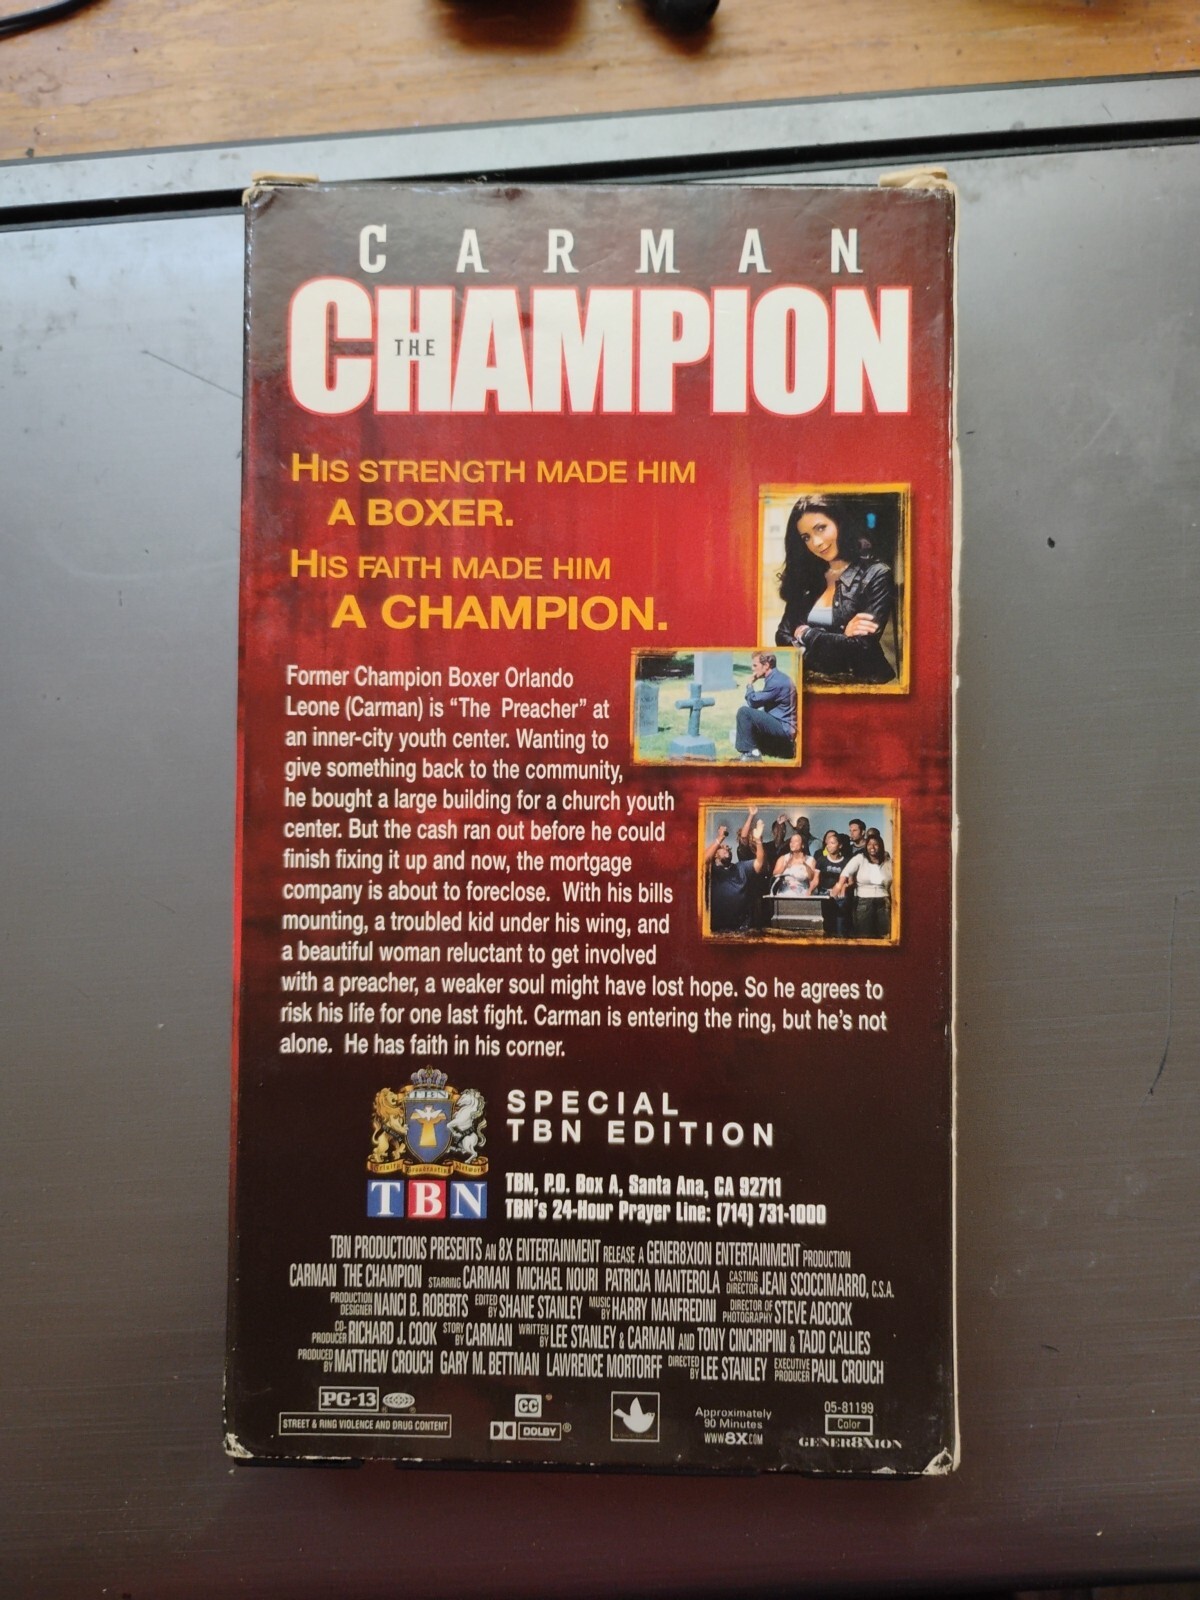 CARMAN
THE CHAMPION
HIS STRENGTH MADE HIM
A BOXER.
HIS FAITH MADE HIM
A CHAMPION.
Former Champion Boxer Orlando
Leone (Carman) is “The Preacher” at
an inner-city youth center. Wanting to
give something back to the community,
he bought a large building for a church youth
center. But the cash ran out before he could
finish fixing it up and now, the mortgage
company is about to foreclose. With his bills
mounting, a troubled kid under his wing, and
a beautiful woman reluctant to get involved
with a preacher, a weaker soul might have lost hope. So he agrees to
risk his life for one last fight. Carman is entering the ring, but he’s not
alone. He has faith in his corner.
TBN
Trinity Broadcasting Network
TBN
SPECIAL
TBN EDITION
TBN, P.O. Box A, Santa Ana, CA 92711
TBN’s 24-Hour Prayer Line: (714) 731-1000
TBN PRODUCTIONS PRESENTS AN 8X ENTERTAINMENT RELEASE A GENER8XION ENTERTAINMENT PRODUCTION
CARMAN THE CHAMPION STARRING CARMAN MICHAEL NOURI PATRICIA MANTEROLA CASTING DIRECTOR JEAN SCOCCIMARRO, C.S.A.
PRODUCTION DESIGNER NANCI B. ROBERTS EDITED BY SHANE STANLEY MUSIC BY HARRY MANFREDINI DIRECTOR OF PHOTOGRAPHY STEVE ADCOCK
CO-PRODUCER RICHARD J. COOK STORY BY CARMAN WRITTEN BY LEE STANLEY & CARMAN AND TONY CINCIRIPINI & TADD CALLIES
PRODUCED BY MATTHEW CROUCH GARY M. BETTMAN LAWRENCE MORTORFF DIRECTED BY LEE STANLEY EXECUTIVE PRODUCER PAUL CROUCH
PG-13
STREET & RING VIOLENCE AND DRUG CONTENT
CC
DOLBY ®
Approximately
90 Minutes
WWW.8X.COM
05-81199
Color
GENER8XION